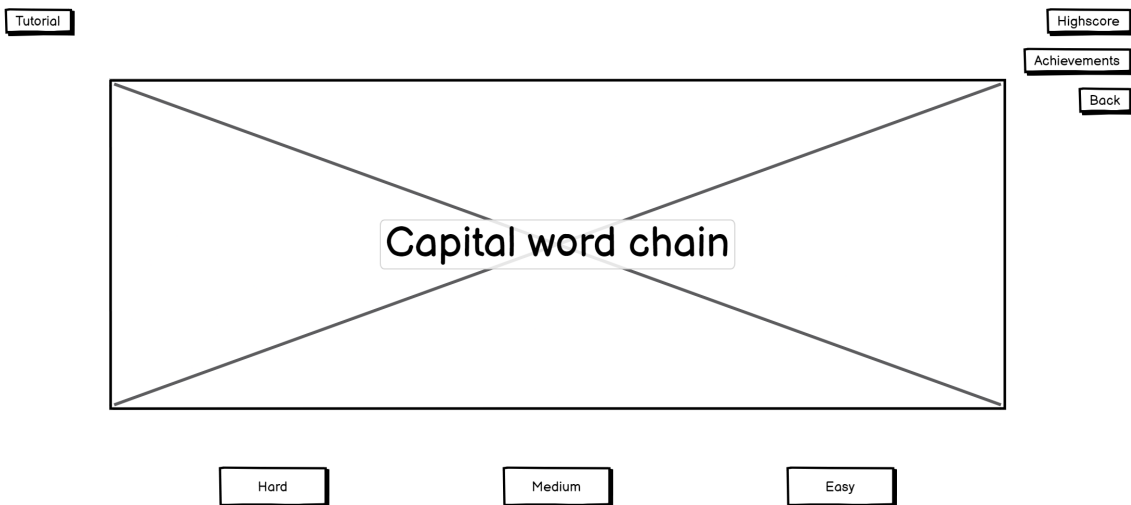 Tutorial
Highscore
Achievements
Back
Capital word chain
Hard
Medium
Easy